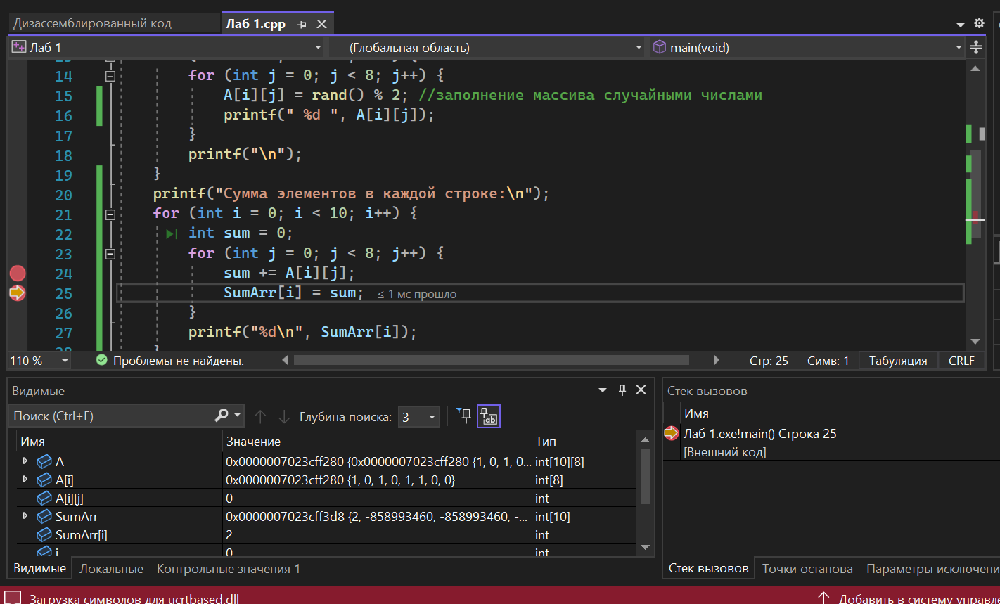 Дизассемблированный код Лаб 1.cpp
Лаб 1 (Глобальная область) main(void)
14 for (int j = 0; j < 8; j++) {
15 A[i][j] = rand() % 2; //заполнение массива случайными числами
16 printf(" %d ", A[i][j]);
17 }
18 printf("\n");
19 }
20 printf("Сумма элементов в каждой строке:\n");
21 for (int i = 0; i < 10; i++) {
22 int sum = 0;
23 for (int j = 0; j < 8; j++) {
24 sum += A[i][j];
25 SumArr[i] = sum; ≤ 1 мс прошло
26 }
27 printf("%d\n", SumArr[i]);
110 % Проблемы не найдены. Стр: 25 Симв: 1 Табуляция CRLF
Видимые
Поиск (Ctrl+E) Глубина поиска: 3
Имя Значение Тип
A 0x0000007023cff280 {0x0000007023cff280 {1, 0, 1, 0... int[10][8]
A[i] 0x0000007023cff280 {1, 0, 1, 0, 1, 1, 0, 0} int[8]
A[i][j] 0 int
SumArr 0x0000007023cff3d8 {2, -858993460, -858993460, -... int[10]
SumArr[i] 2 int
i 0 int
Видимые Локальные Контрольные значения 1
Стек вызовов
Имя
Лаб 1.exe!main() Строка 25
[Внешний код]
Стек вызовов Точки останова Параметры исключени
Загрузка символов для ucrtbased.dll Добавить в систему управле